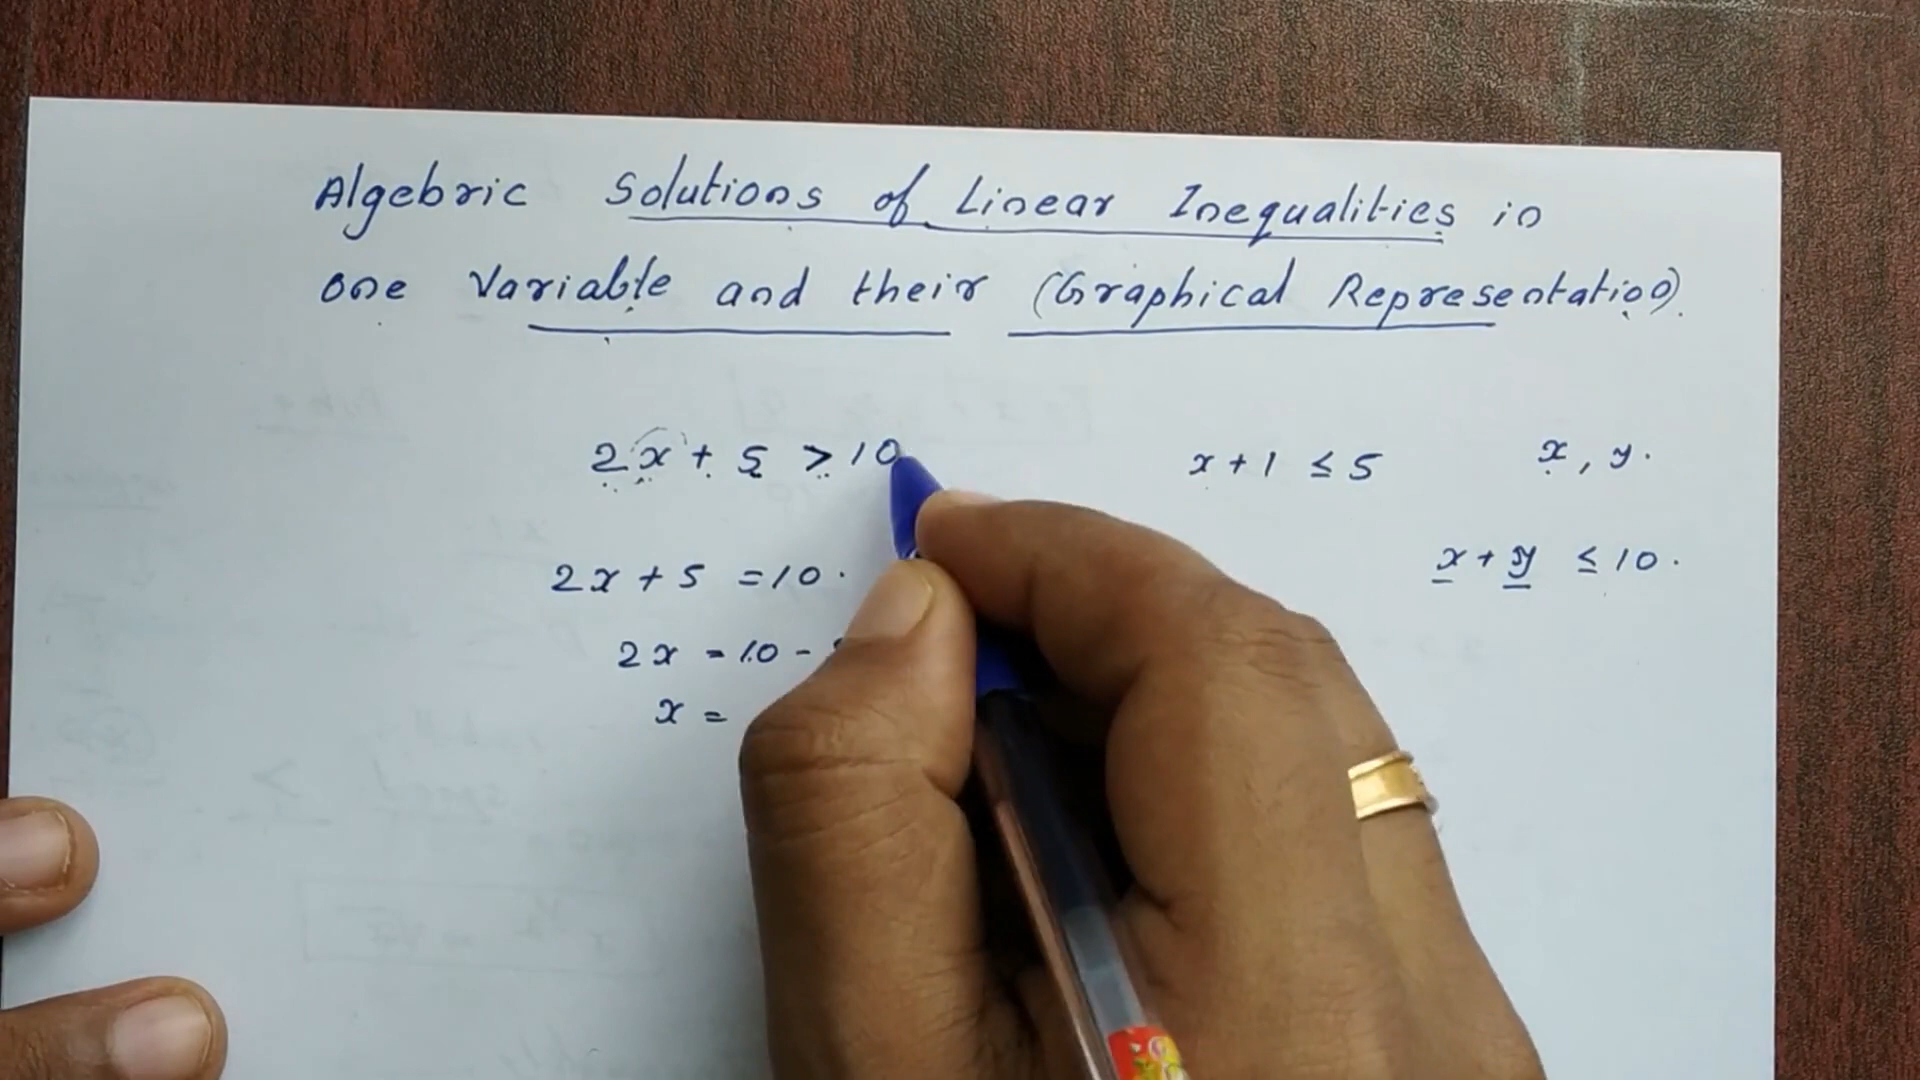 Algebric Solutions of Linear Inequalities in
one Variable and their (Graphical Representation).
2x + 5 > 10
x + 1 ≤ 5
x , y .
2x + 5 = 10 .
x + y ≤ 10 .
2x = 10 -
x =